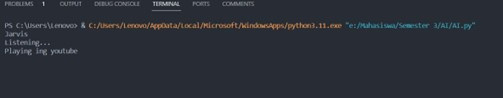 PROBLEMS 1 OUTPUT DEBUG CONSOLE TERMINAL PORTS COMMENTS
PS C:\Users\Lenovo> & C:/Users/Lenovo/AppData/Local/Microsoft/WindowsApps/python3.11.exe "e:/Mahasiswa/Semester 3/AI/AI.py"
Jarvis
Listening...
Playing ing youtube